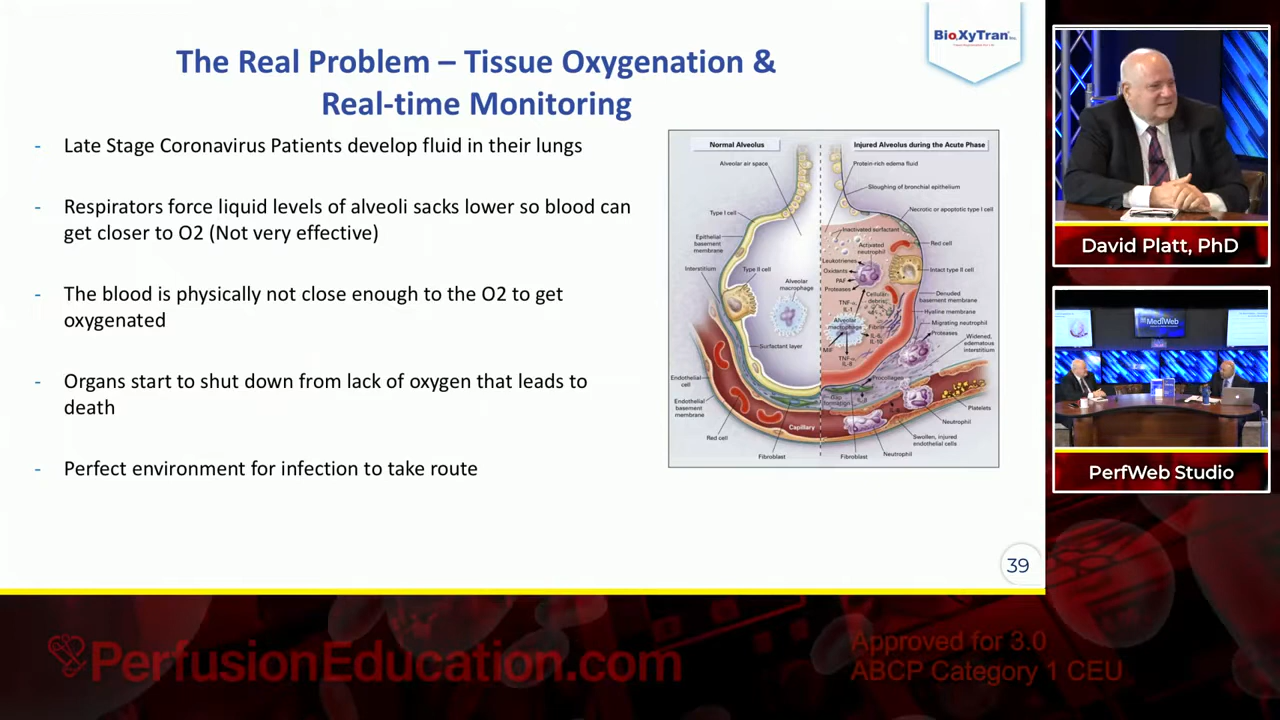 The Real Problem – Tissue Oxygenation &
Real-time Monitoring
BiOXyTran
- Late Stage Coronavirus Patients develop fluid in their lungs
- Respirators force liquid levels of alveoli sacks lower so blood can
get closer to O2 (Not very effective)
- The blood is physically not close enough to the O2 to get
oxygenated
- Organs start to shut down from lack of oxygen that leads to
death
- Perfect environment for infection to take route
Normal Alveolus
Injured Alveolus during the Acute Phase
Alveolar air space
Protein-rich edema fluid
Sloughing of bronchial epithelium
Type I cell
Necrotic or apoptotic type I cell
Inactivated surfactant
Epithelial
basement
membrane
Activated
neutrophil
Red cell
Interstitium
Type II cell
Leukotrienes
Oxidants
PAF
Proteases
Intact type II cell
Alveolar
macrophage
Cellular
debris
Denuded
basement membrane
TNF-α,
IL-1
Hyaline membrane
Alveolar
macrophage
Fibrin
Migrating neutrophil
Proteases
IL-6,
IL-10
Widened,
edematous
interstitium
MIF
TNF-α,
IL-8
Surfactant layer
Procollagen
Endothelial
cell
Gap
formation
Endothelial
basement
membrane
Platelets
Neutrophil
Capillary
Red cell
Swollen, injured
endothelial cells
Fibroblast
Fibroblast
Neutrophil
39
David Platt, PhD
MediWeb
PerfWeb Studio
PerfusionEducation.com
Approved for 3.0
ABCP Category 1 CEU